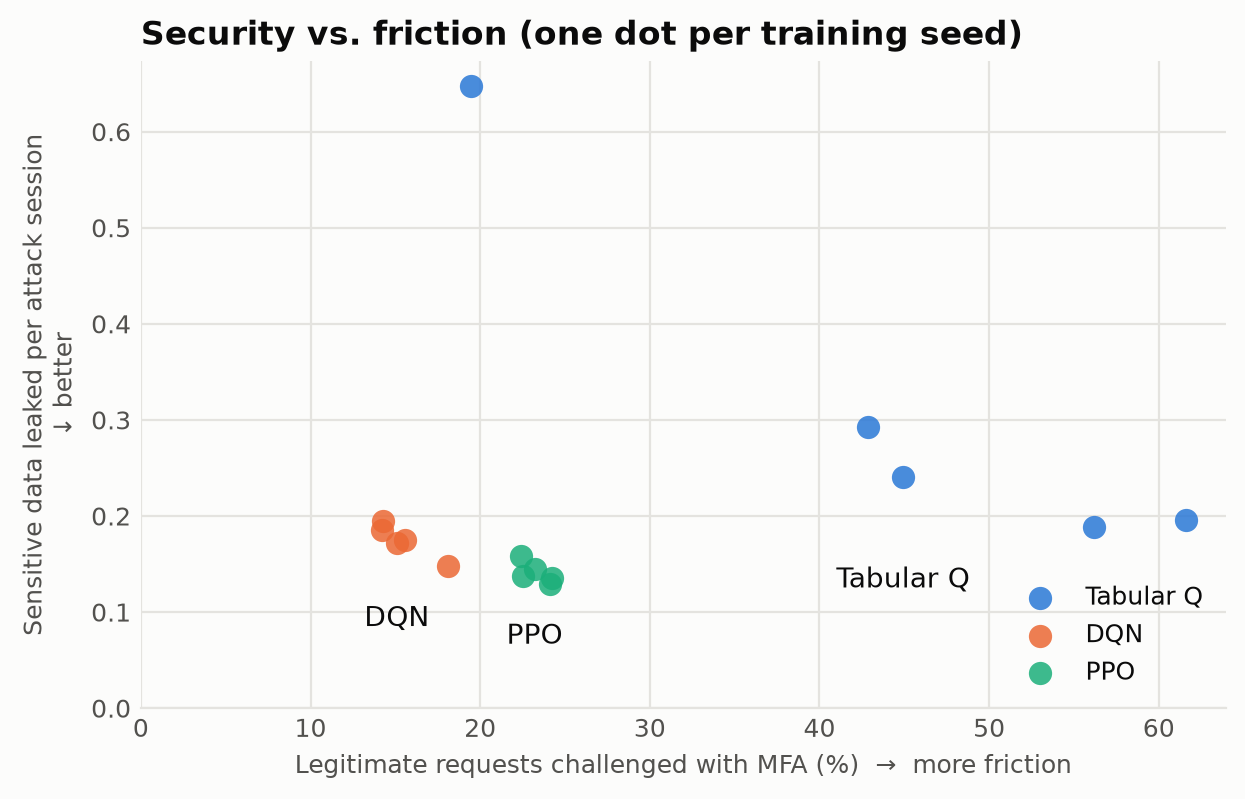 Security vs. friction (one dot per training seed)
Sensitive data leaked per attack session
↓ better
0.6
0.5
0.4
0.3
0.2
0.1
0.0
DQN
PPO
Tabular Q
Tabular Q
DQN
PPO
0
10
20
30
40
50
60
Legitimate requests challenged with MFA (%) → more friction